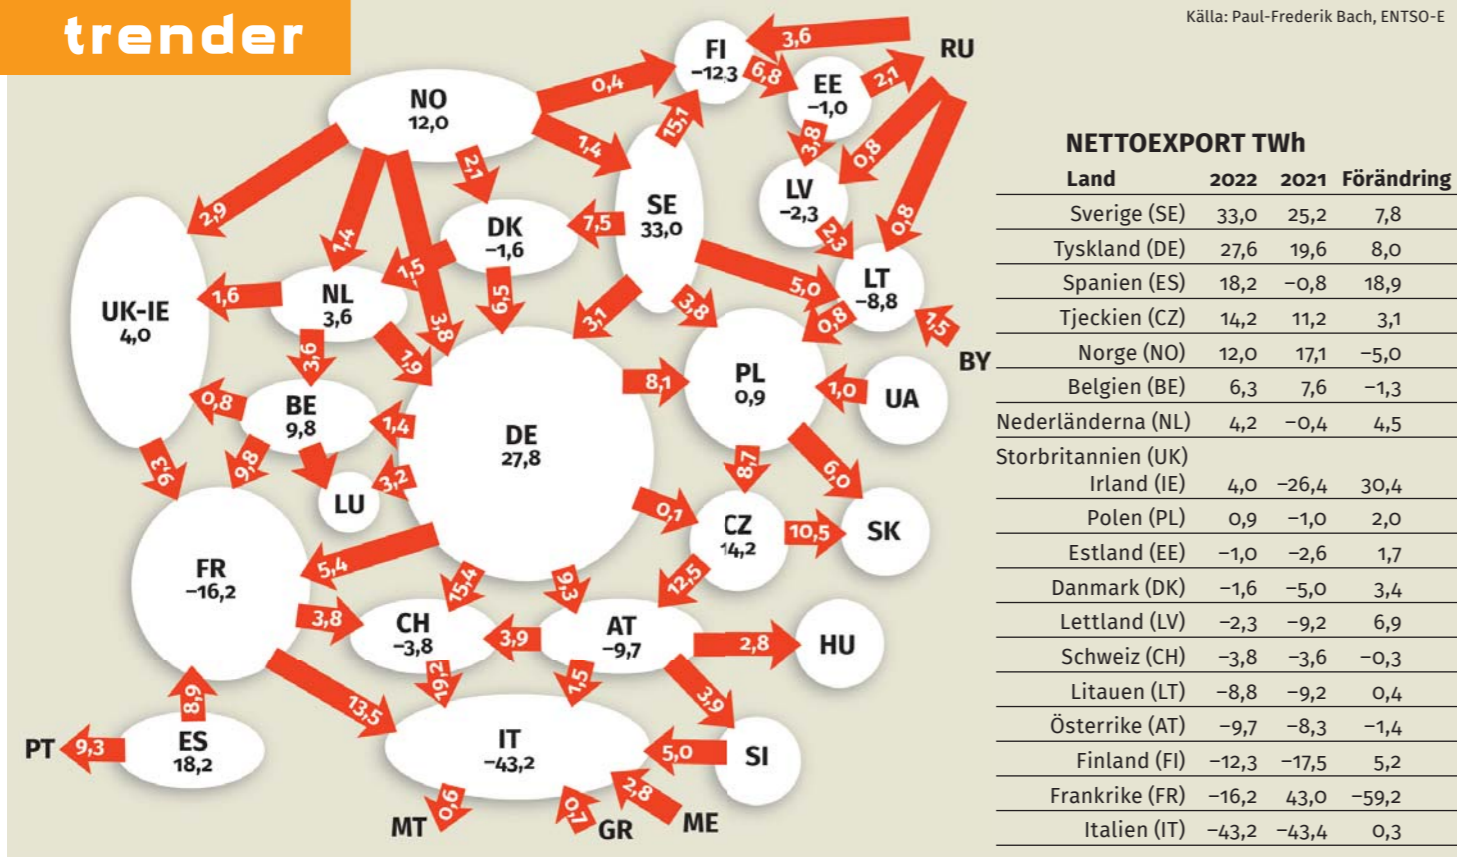 trender
Källa: Paul-Frederik Bach, ENTSO-E
RU
3,6
FI
−12,3
6,8
EE
−1,0
2,1
NO
12,0
0,4
15,1
1,4
3,8
0,8
2,1
2,9
LV
−2,3
SE
33,0
7,5
0,8
DK
−1,6
1,4
2,3
1,5
5,0
LT
−8,8
UK-IE
4,0
1,6
NL
3,6
6,5
3,1
3,8
0,8
1,5
BY
3,8
3,6
1,9
PL
0,9
8,1
1,0
UA
0,8
BE
9,8
1,4
DE
27,8
3,9
9,8
3,2
8,7
6,0
LU
0,1
CZ
14,2
10,5
SK
FR
−16,2
5,4
15,4
9,3
12,5
3,8
CH
−3,8
3,9
AT
−9,7
2,8
HU
19,2
1,5
3,9
8,9
13,5
PT
9,3
ES
18,2
IT
−43,2
5,0
SI
0,6
0,7
2,8
MT
GR
ME
NETTOEXPORT TWh
Land 2022 2021 Förändring
Sverige (SE) 33,0 25,2 7,8
Tyskland (DE) 27,6 19,6 8,0
Spanien (ES) 18,2 −0,8 18,9
Tjeckien (CZ) 14,2 11,2 3,1
Norge (NO) 12,0 17,1 −5,0
Belgien (BE) 6,3 7,6 −1,3
Nederländerna (NL) 4,2 −0,4 4,5
Storbritannien (UK)
Irland (IE) 4,0 −26,4 30,4
Polen (PL) 0,9 −1,0 2,0
Estland (EE) −1,0 −2,6 1,7
Danmark (DK) −1,6 −5,0 3,4
Lettland (LV) −2,3 −9,2 6,9
Schweiz (CH) −3,8 −3,6 −0,3
Litauen (LT) −8,8 −9,2 0,4
Österrike (AT) −9,7 −8,3 −1,4
Finland (FI) −12,3 −17,5 5,2
Frankrike (FR) −16,2 43,0 −59,2
Italien (IT) −43,2 −43,4 0,3